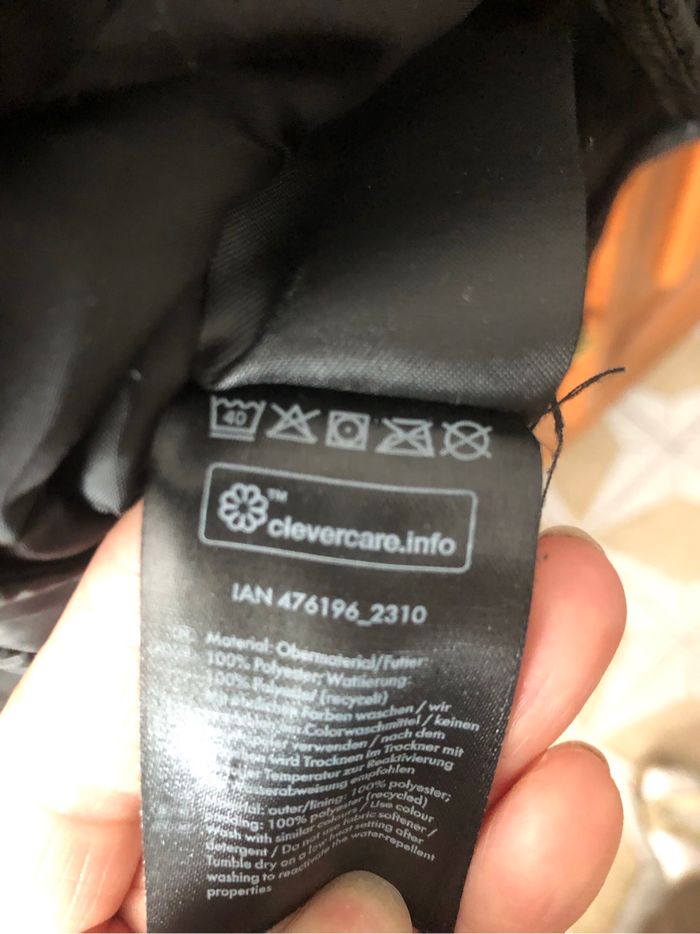 40
TM
clevercare.info
IAN 476196_2310
Material: Obermaterial/Futter:
100% Polyester; Wattierung:
100% Polyester (recycelt)
Farben waschen / wir
Colorwaschmittel / keinen
verwenden / nach dem
wird Trocknen im Trockner mit
Temperatur zur Reaktivierung
empfohlen
outer/lining: 100% polyester;
100% polyester (recycled)
Wash with similar colours / Use colour
detergent / Do not use fabric softener /
Tumble dry on a low heat setting after
washing to reactivate the water-repellent
properties